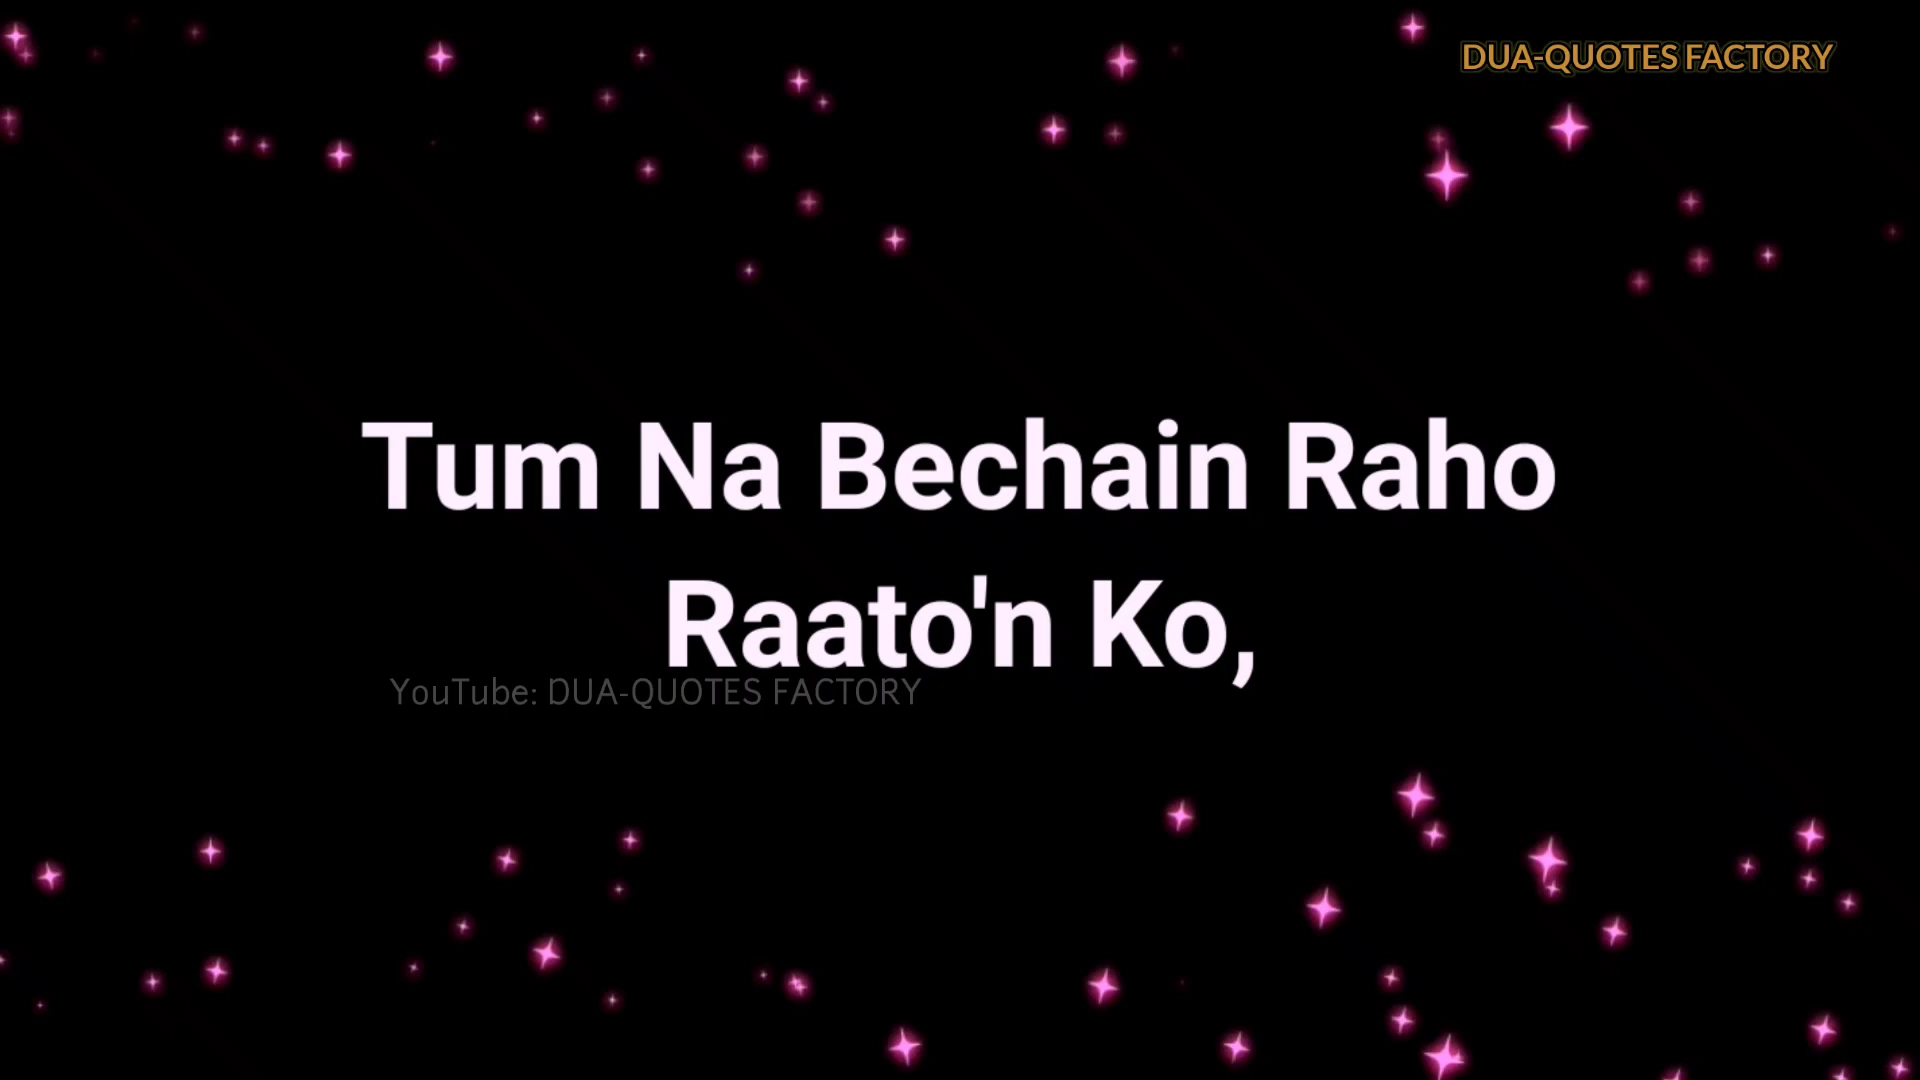 DUA-QUOTES FACTORY
Tum Na Bechain Raho
Raato'n Ko,
YouTube: DUA-QUOTES FACTORY